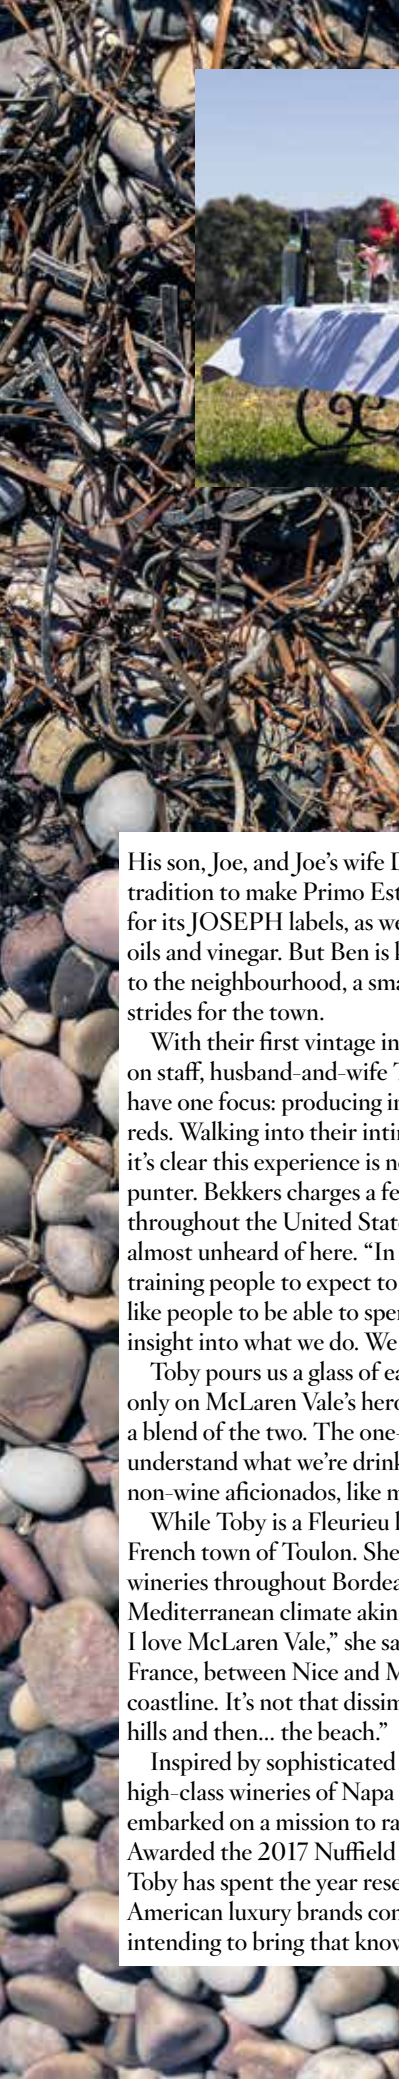 His son, Joe, and Joe's wife D
tradition to make Primo Est
for its JOSEPH labels, as we
oils and vinegar. But Ben is k
to the neighbourhood, a sma
strides for the town.
With their first vintage in
on staff, husband-and-wife T
have one focus: producing in
reds. Walking into their intin
it's clear this experience is no
punter. Bekkers charges a fe
throughout the United State
almost unheard of here. “In
training people to expect to
like people to be able to spen
insight into what we do. We
Toby pours us a glass of ea
only on McLaren Vale's hero
a blend of the two. The one-
understand what we're drink
non-wine aficionados, like m
While Toby is a Fleurieu l
French town of Toulon. She
wineries throughout Bordea
Mediterranean climate akin
I love McLaren Vale,” she sa
France, between Nice and M
coastline. It's not that dissim
hills and then... the beach.”
Inspired by sophisticated
high-class wineries of Napa
embarked on a mission to ra
Awarded the 2017 Nuffield
Toby has spent the year rese
American luxury brands con
intending to bring that know